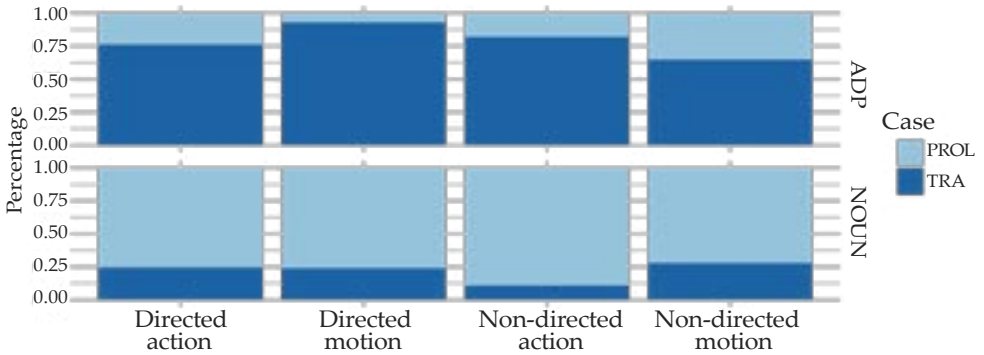 Percentage
1.00
0.75
0.50
0.25
0.00
ADP
1.00
0.75
0.50
0.25
0.00
NOUN
Directed action
Directed motion
Non-directed action
Non-directed motion
Case
PROL
TRA